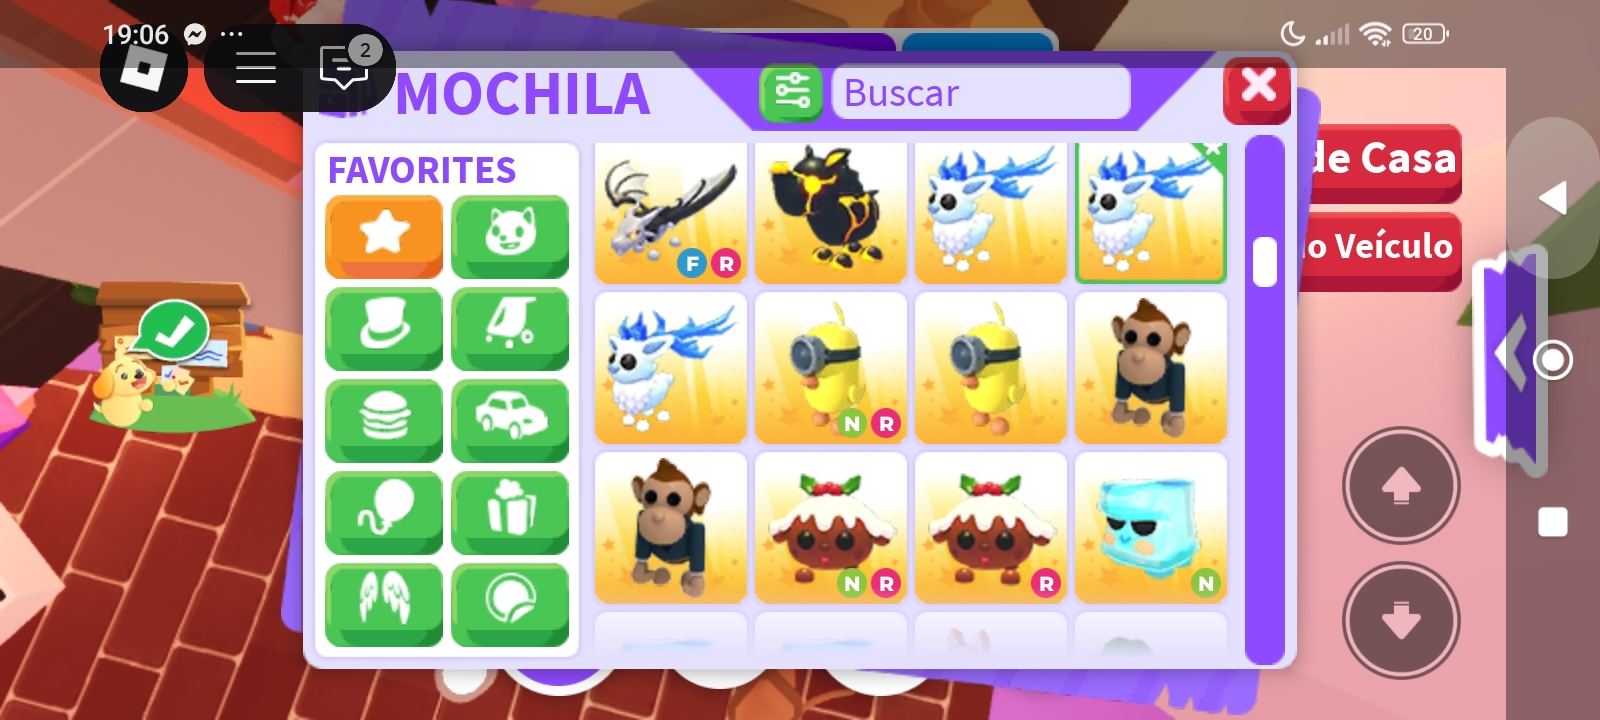 19:06 ...
2
20
MOCHILA
Buscar
FAVORITES
de Casa
o Veículo
F R
N R
N R
R
N